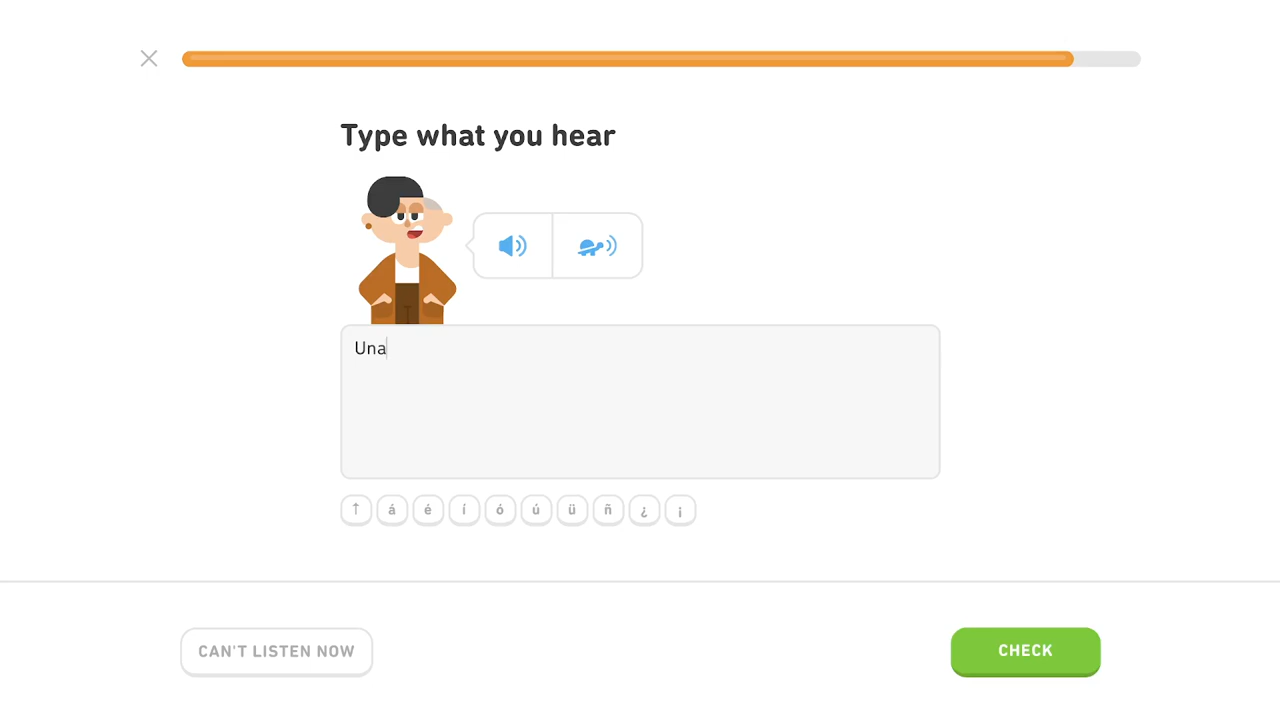 Type what you hear
Una
↑ á é í ó ú ü ñ ¿ ¡
CAN'T LISTEN NOW
CHECK